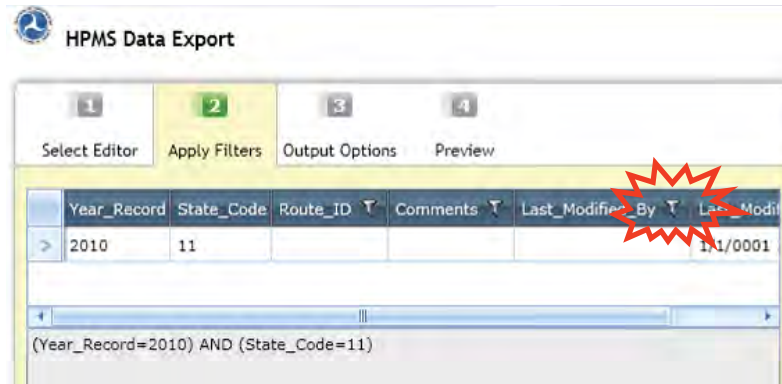 HPMS Data Export
1 2 3 4
Select Editor Apply Filters Output Options Preview
Year_Record State_Code Route_ID Comments Last_Modified_By Last_Modif
> 2010 11 1/1/0001
(Year_Record=2010) AND (State_Code=11)